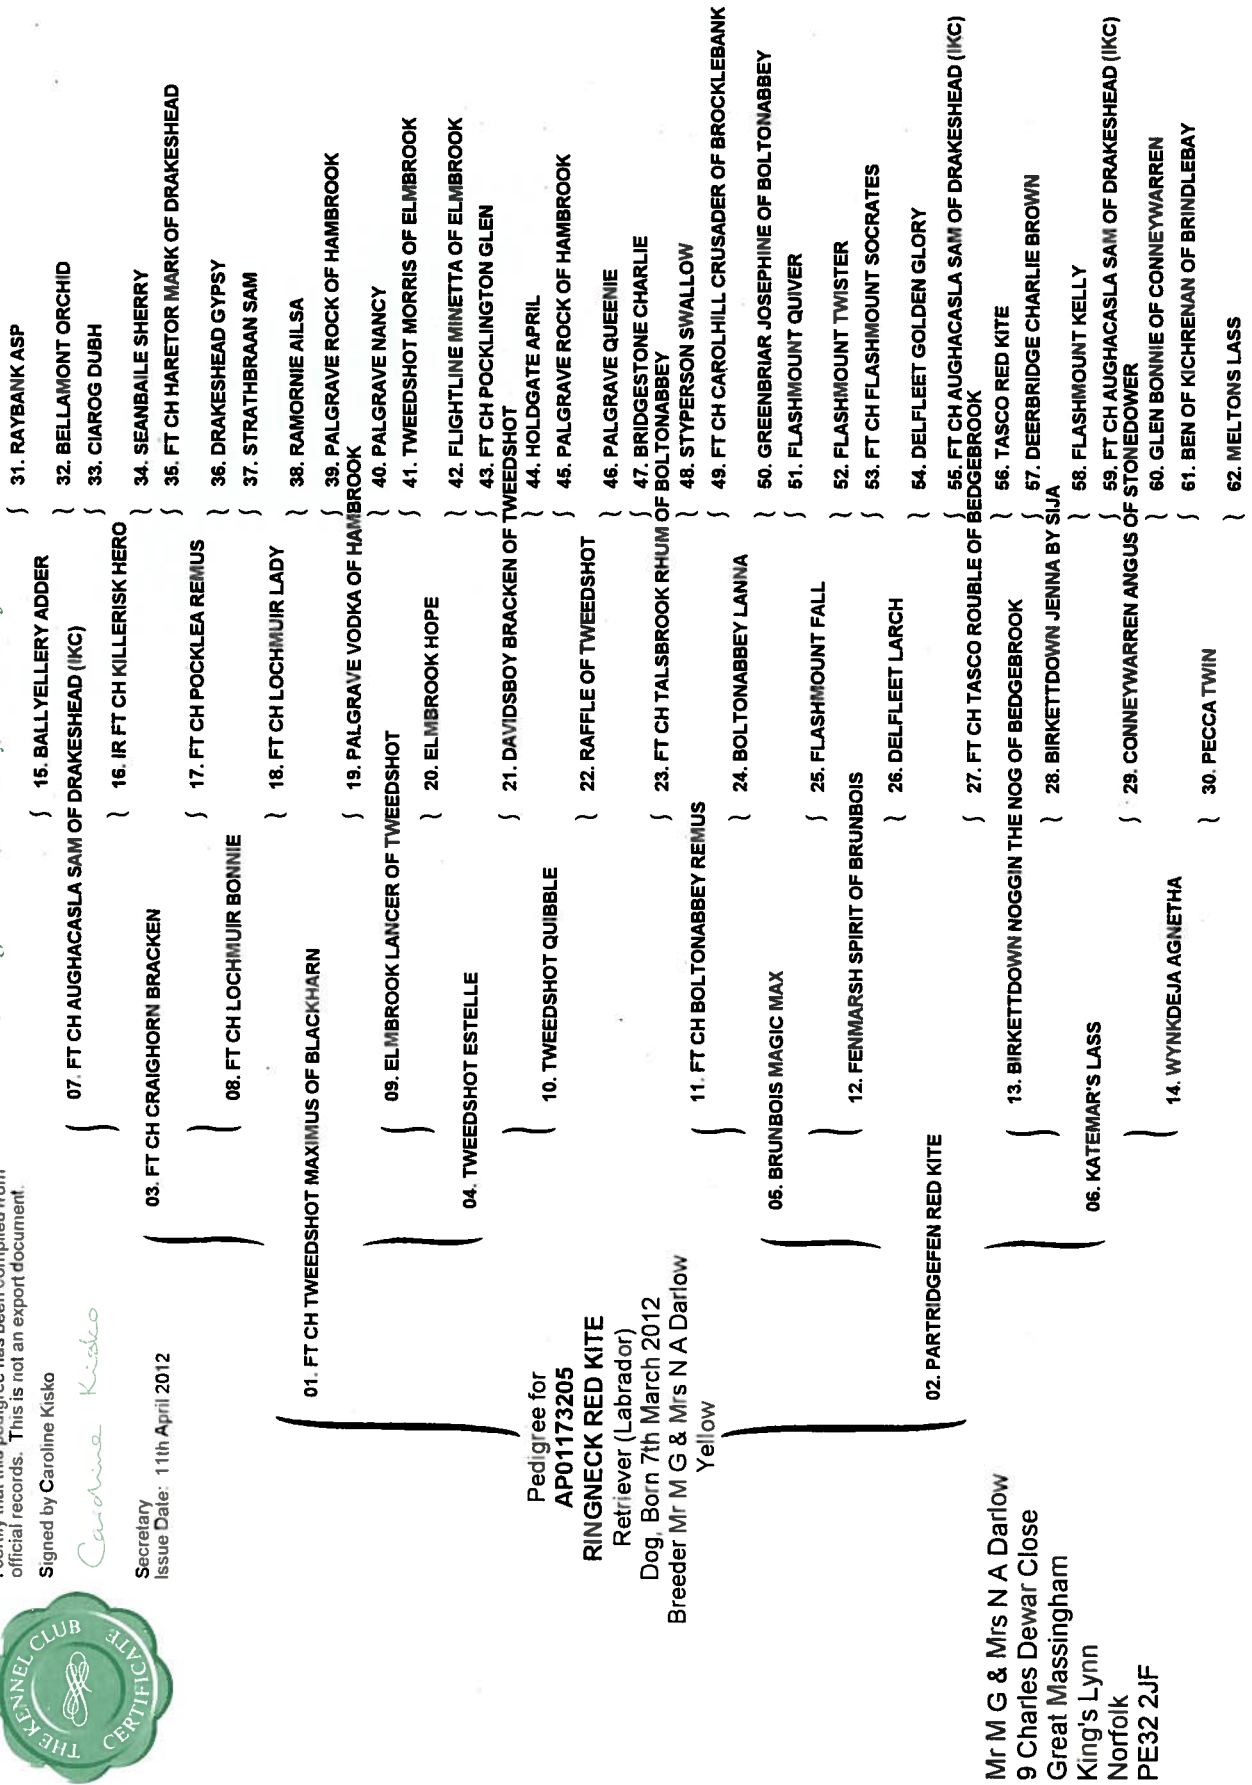 THE KENNEL CLUB
CERTIFICATE
official records. This is not an export document.
Signed by Caroline Kisko
Caroline Kisko
Secretary
Issue Date: 11th April 2012
Pedigree for
AP01173205
RINGNECK RED KITE
Retriever (Labrador)
Dog, Born 7th March 2012
Breeder Mr M G & Mrs N A Darlow
Yellow
Mr M G & Mrs N A Darlow
9 Charles Dewar Close
Great Massingham
King's Lynn
Norfolk
PE32 2JF
01. FT CH TWEEDSHOT MAXIMUS OF BLACKHARN
02. PARTRIDGEFEN RED KITE
03. FT CH CRAIGHORN BRACKEN
04. TWEEDSHOT ESTELLE
05. BRUNBOIS MAGIC MAX
06. KATEMAR'S LASS
07. FT CH AUGHACASLA SAM OF DRAKESHEAD (IKC)
08. FT CH LOCHMUIR BONNIE
09. ELMBROOK LANCER OF TWEEDSHOT
10. TWEEDSHOT QUIBBLE
11. FT CH BOLTONABBEY REMUS
12. FENMARSH SPIRIT OF BRUNBOIS
13. BIRKETTDOWN NOGGIN THE NOG OF BEDGEBROOK
14. WYNKDEJA AGNETHA
15. BALLYELLERY ADDER
16. IR FT CH KILLERISK HERO
17. FT CH POCKLEA REMUS
18. FT CH LOCHMUR LADY
19. PALGRAVE VODKA OF HAMBROOK
20. ELMBROOK HOPE
21. DAVIDSBOY BRACKEN OF TWEEDSHOT
22. RAFFLE OF TWEEDSHOT
23. FT CH TALSBROOK RHUM OF BOLTONABBEY
24. BOLTONABBEY LANNA
25. FLASHMOUNT FALL
26. DELFLEET LARCH
27. FT CH TASCO ROUBLE OF BEDGEBROOK
28. BIRKETTDOWN JENNA BY SIJA
29. CONNEYWARREN ANGUS OF STONEDOWER
30. PECCA TWIN
31. RAYBANK ASP
32. BELLAMONT ORCHID
33. CIAROG DUBH
34. SEANBAILE SHERRY
35. FT CH HARETOR MARK OF DRAKESHEAD
36. DRAKESHEAD GYPSY
37. STRATHBRAAN SAM
38. RAMORNIE AILSA
39. PALGRAVE ROCK OF HAMBROOK
40. PALGRAVE NANCY
41. TWEEDSHOT MORRIS OF ELMBROOK
42. FLIGHTLINE MINETTA OF ELMBROOK
43. FT CH POCKLINGTON GLEN
44. HOLDGATE APRIL
45. PALGRAVE ROCK OF HAMBROOK
46. PALGRAVE QUEENIE
47. BRIDGESTONE CHARLIE
48. STYPERSON SWALLOW
49. FT CH CAROLHILL CRUSADER OF BROCKLEBANK
50. GREENBRIAR JOSEPHINE OF BOLTONABBEY
51. FLASHMOUNT QUIVER
52. FLASHMOUNT TWISTER
53. FT CH FLASHMOUNT SOCRATES
54. DELFLEET GOLDEN GLORY
55. FT CH AUGHACASLA SAM OF DRAKESHEAD (IKC)
56. TASCO RED KITE
57. DEERBRIDGE CHARLIE BROWN
58. FLASHMOUNT KELLY
59. FT CH AUGHACASLA SAM OF DRAKESHEAD (IKC)
60. GLEN BONNIE OF CONNEYWARREN
61. BEN OF KICHRENAN OF BRINDLEBAY
62. MELTONS LASS